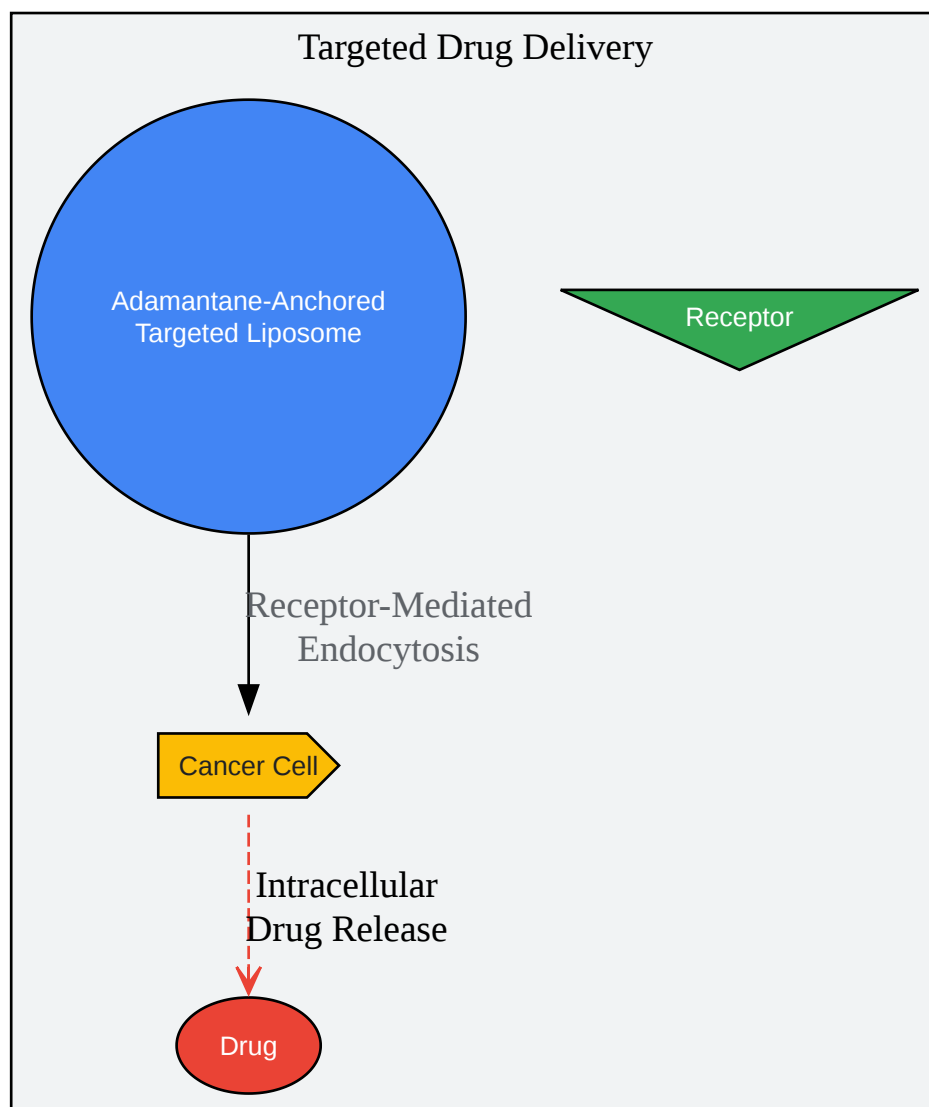 Targeted Drug Delivery
Adamantane-Anchored
Targeted Liposome
Receptor
Receptor-Mediated
Endocytosis
Cancer Cell
Intracellular
Drug Release
Drug